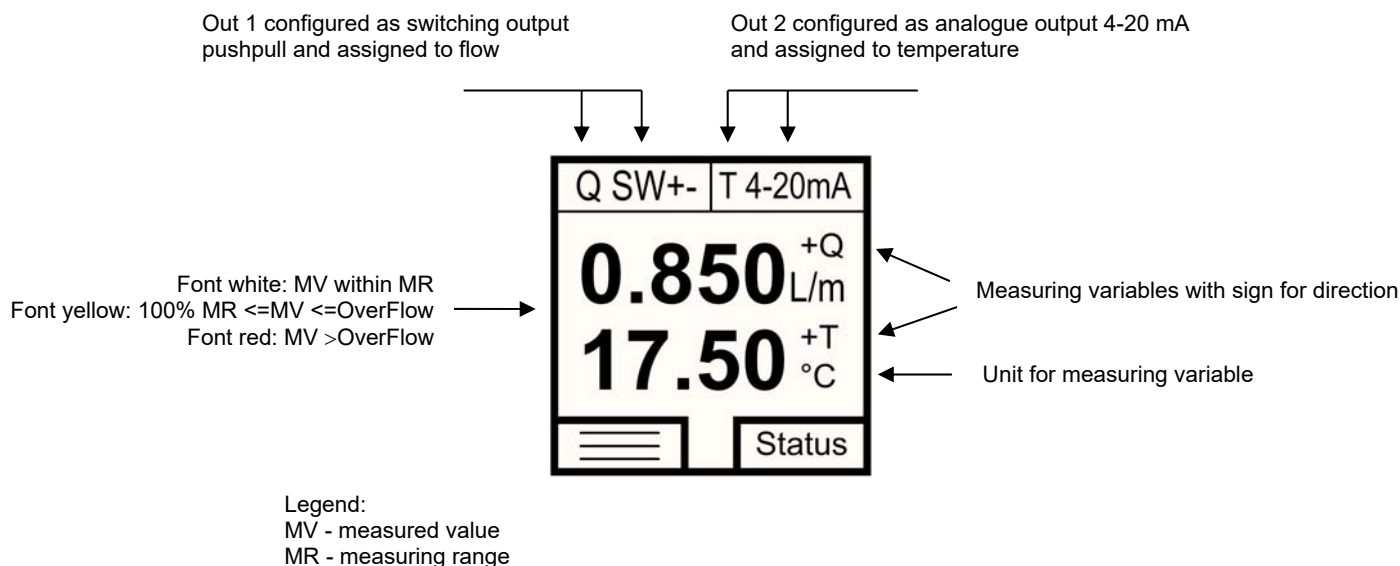 Out 1 configured as switching output
pushpull and assigned to flow
Out 2 configured as analogue output 4-20 mA
and assigned to temperature
Q SW+-
T 4-20mA
0.850
+Q
L/m
17.50
+T
°C
Status
Font white: MV within MR
Font yellow: 100% MR <=MV <=OverFlow
Font red: MV >OverFlow
Measuring variables with sign for direction
Unit for measuring variable
Legend:
MV - measured value
MR - measuring range